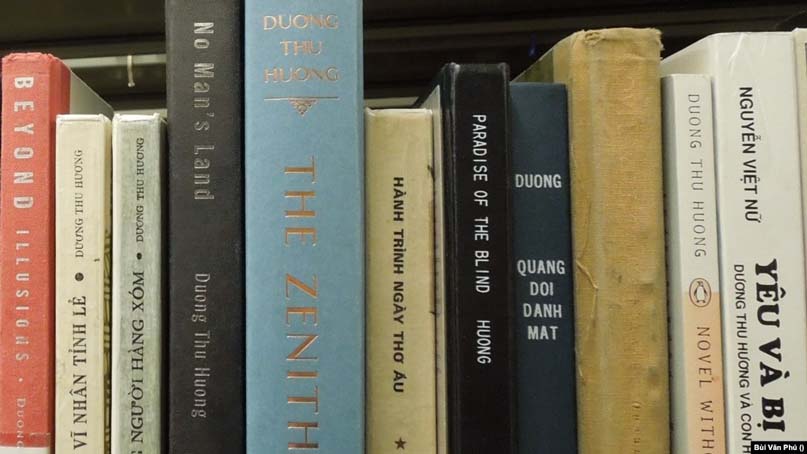 BEYOND ILLUSIONS • DUONG
VĨ NHÂN TỈNH LẺ • DƯƠNG THU HƯƠNG
NGƯỜI HÀNG XÓM • DƯƠNG THU HƯƠNG
No Man's Land Duong Thu Huong
DUONG
THU
HUONG
THE ZENITH
HÀNH TRÌNH NGÀY THƠ ẤU ★
PARADISE OF THE BLIND HUONG
DUONG
QUANG
DOI
DANH
MAT
DUONG THU HUONG
NOVEL WITHO
NGUYỄN VIỆT NỮ
YÊU VÀ BỊ
DƯƠNG THU HƯƠNG VÀ CON H
Bùi Văn Phú ()